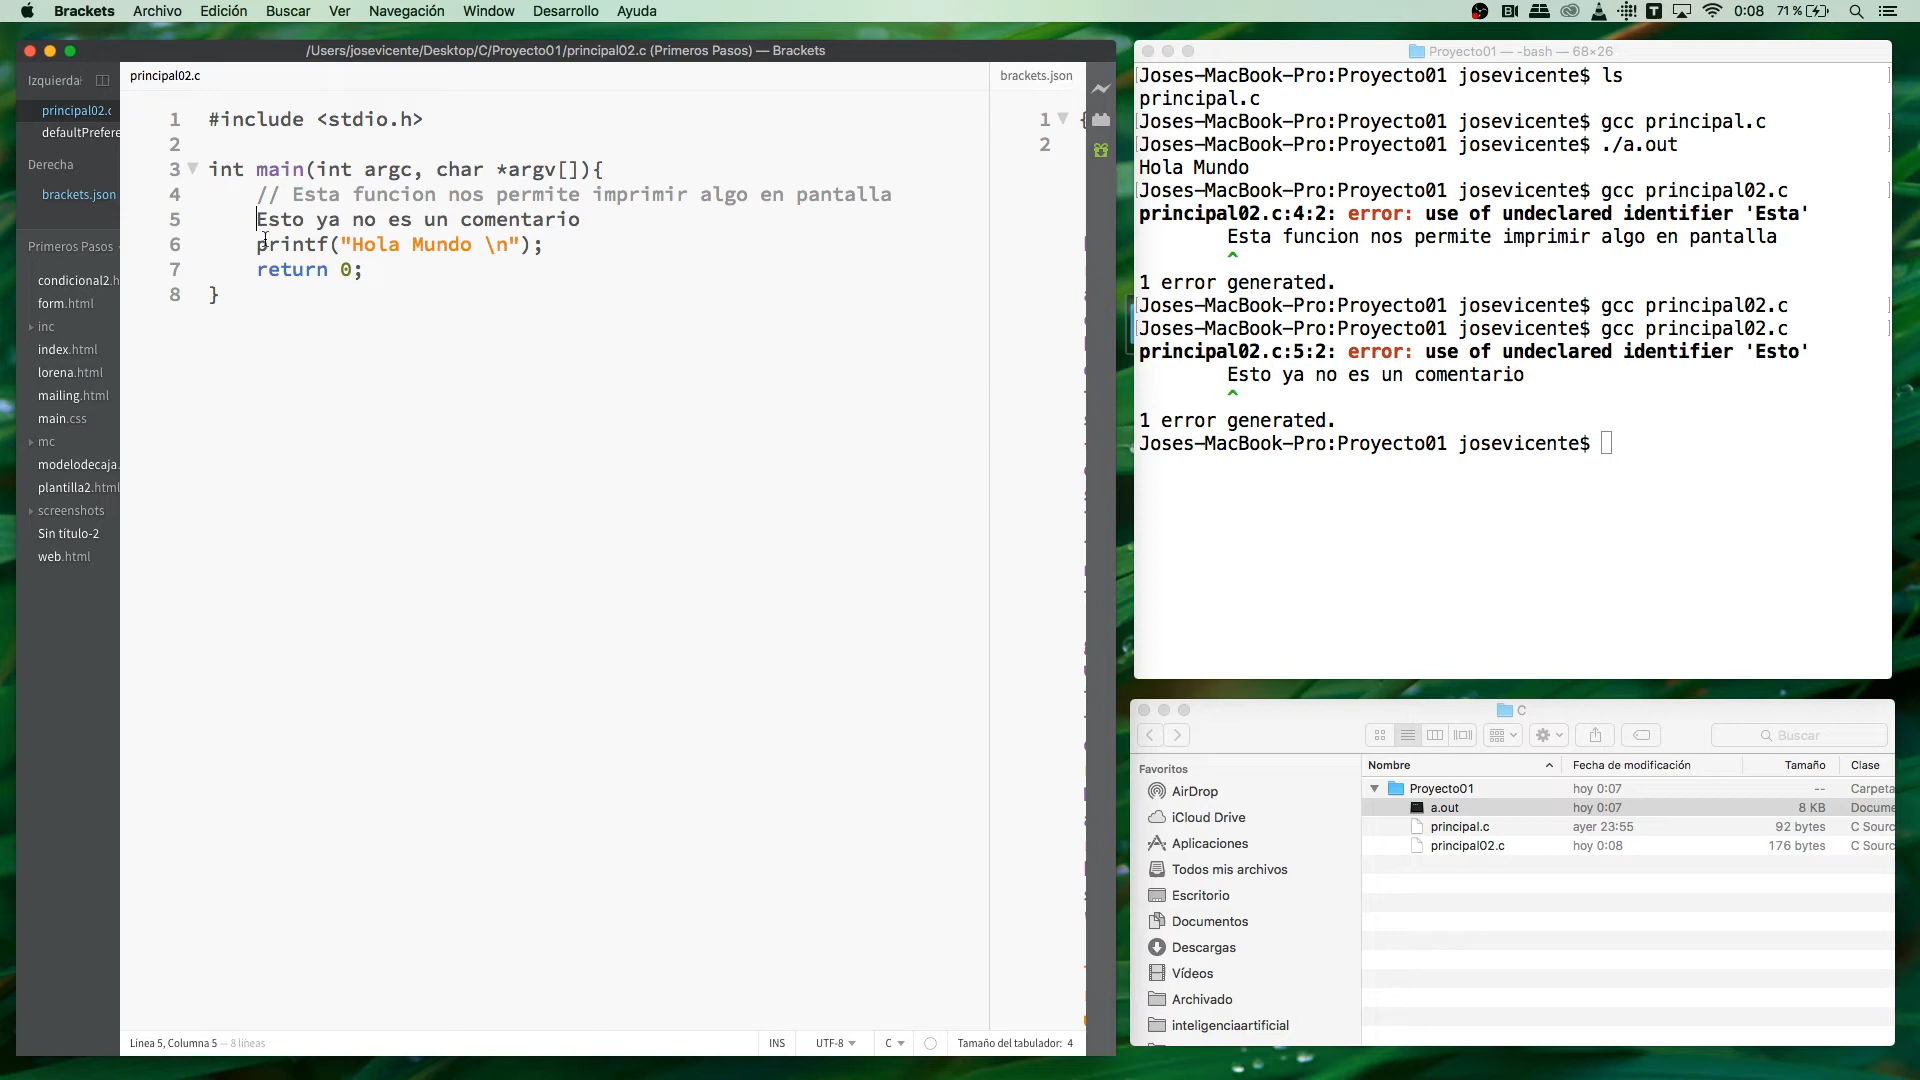 Brackets Archivo Edición Buscar Ver Navegación Window Desarrollo Ayuda
0:08 71 %
/Users/josevicente/Desktop/C/Proyecto01/principal02.c (Primeros Pasos) — Brackets
Izquierda
principal02.c
defaultPrefere
Derecha
brackets.json
Primeros Pasos
condicional2.h
form.html
inc
index.html
lorena.html
mailing.html
main.css
mc
modelodecaja.
plantilla2.html
screenshots
Sin título-2
web.html
principal02.c
1 #include <stdio.h>
2
3 int main(int argc, char *argv[]){
4 // Esta funcion nos permite imprimir algo en pantalla
5 Esto ya no es un comentario
6 printf("Hola Mundo \n");
7 return 0;
8 }
Línea 5, Columna 5 — 8 líneas
INS UTF-8 C Tamaño del tabulador: 4
brackets.json
1 {
2
Proyecto01 — -bash — 68×26
Joses-MacBook-Pro:Proyecto01 josevicente$ ls
principal.c
Joses-MacBook-Pro:Proyecto01 josevicente$ gcc principal.c
Joses-MacBook-Pro:Proyecto01 josevicente$ ./a.out
Hola Mundo
Joses-MacBook-Pro:Proyecto01 josevicente$ gcc principal02.c
principal02.c:4:2: error: use of undeclared identifier 'Esta'
Esta funcion nos permite imprimir algo en pantalla
^
1 error generated.
Joses-MacBook-Pro:Proyecto01 josevicente$ gcc principal02.c
Joses-MacBook-Pro:Proyecto01 josevicente$ gcc principal02.c
principal02.c:5:2: error: use of undeclared identifier 'Esto'
Esto ya no es un comentario
^
1 error generated.
Joses-MacBook-Pro:Proyecto01 josevicente$
C
Buscar
Favoritos
AirDrop
iCloud Drive
Aplicaciones
Todos mis archivos
Escritorio
Documentos
Descargas
Vídeos
Archivado
inteligenciaartificial
Nombre Fecha de modificación Tamaño Clase
Proyecto01 hoy 0:07 -- Carpeta
a.out hoy 0:07 8 KB Docume
principal.c ayer 23:55 92 bytes C Sourc
principal02.c hoy 0:08 176 bytes C Sourc